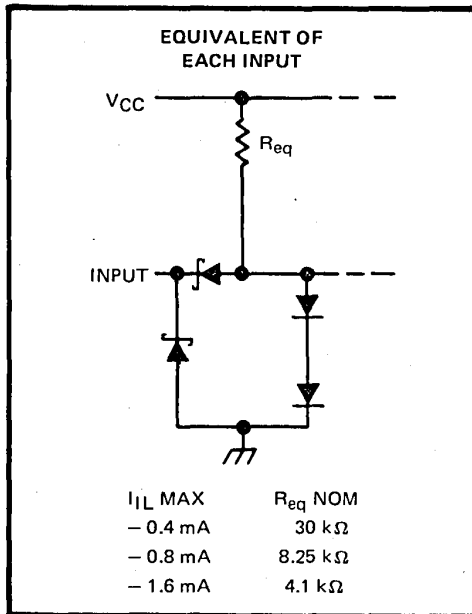 EQUIVALENT OF
EACH INPUT
VCC
Req
INPUT
IIL MAX Req NOM
− 0.4 mA 30 kΩ
− 0.8 mA 8.25 kΩ
− 1.6 mA 4.1 kΩ